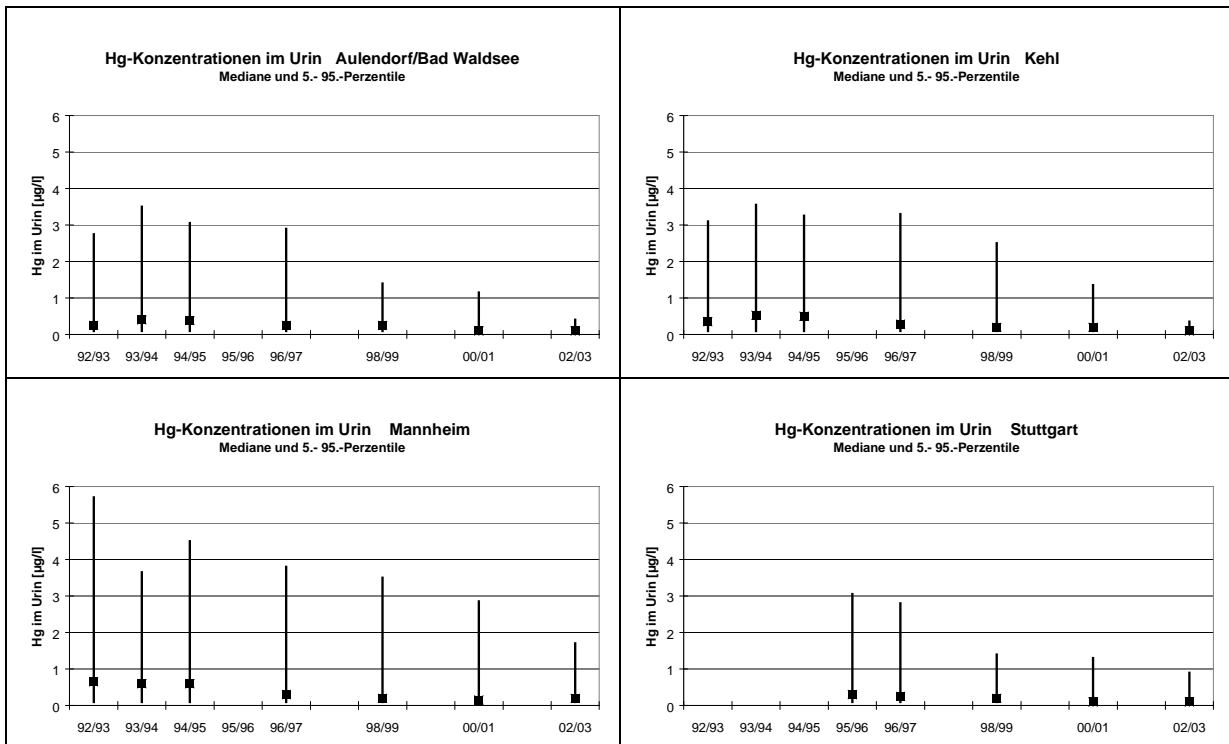 Hg-Konzentrationen im Urin Aulendorf/Bad Waldsee
Mediane und 5.- 95.-Perzentile
Hg im Urin [µg/l]
6
5
4
3
2
1
0
92/93 93/94 94/95 95/96 96/97 98/99 00/01 02/03
Hg-Konzentrationen im Urin Kehl
Mediane und 5.- 95.-Perzentile
Hg im Urin [µg/l]
6
5
4
3
2
1
0
92/93 93/94 94/95 95/96 96/97 98/99 00/01 02/03
Hg-Konzentrationen im Urin Mannheim
Mediane und 5.- 95.-Perzentile
Hg im Urin [µg/l]
6
5
4
3
2
1
0
92/93 93/94 94/95 95/96 96/97 98/99 00/01 02/03
Hg-Konzentrationen im Urin Stuttgart
Mediane und 5.- 95.-Perzentile
Hg im Urin [µg/l]
6
5
4
3
2
1
0
92/93 93/94 94/95 95/96 96/97 98/99 00/01 02/03